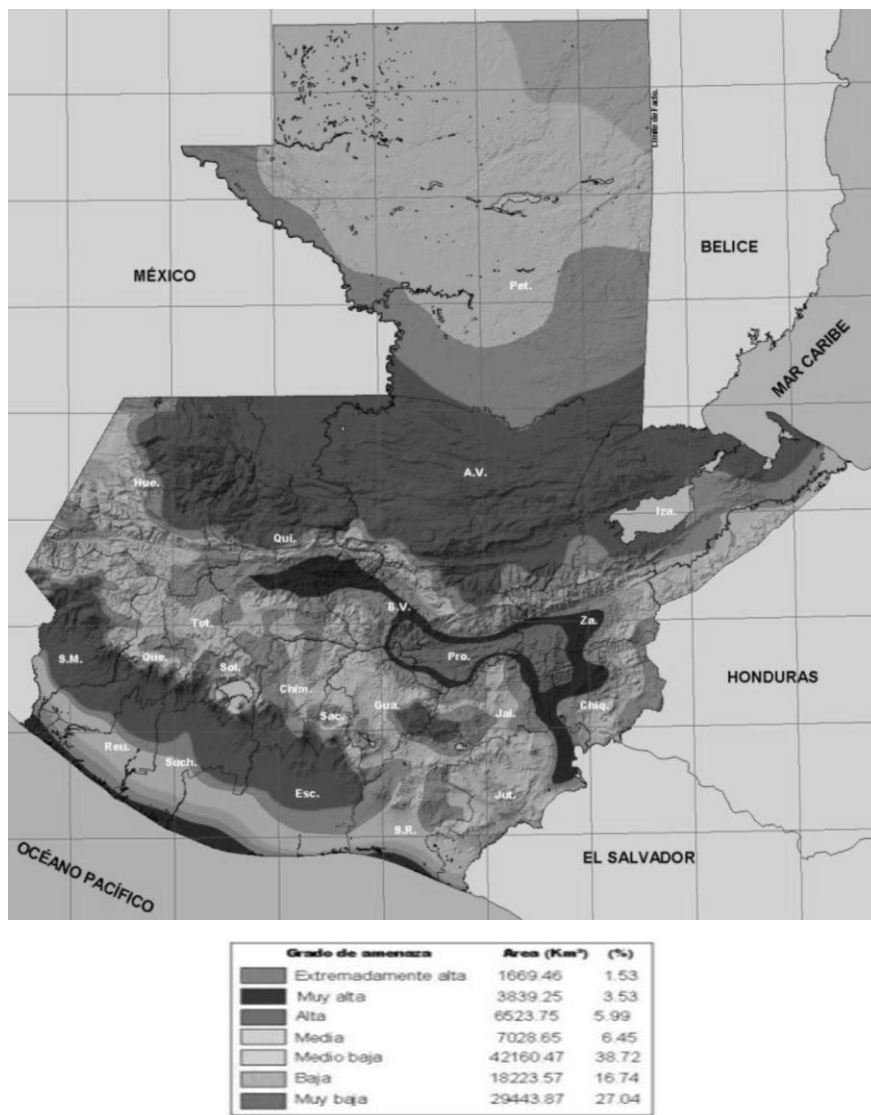 Límite de Facto.
BELICE
MÉXICO
Pet.
MAR CARIBE
A.V.
Hue.
Iza.
Qui.
B.V.
Za.
Tot.
Pro.
S.M.
Que.
Sol.
HONDURAS
Chim.
Gua.
Chiq.
Sac.
Jal.
Reu.
Such.
Esc.
Jut.
S.R.
EL SALVADOR
OCÉANO PACÍFICO
Grado de amenaza Area (Km²) (%)
Extremadamente alta 1669.46 1.53
Muy alta 3839.25 3.53
Alta 6523.75 5.99
Media 7028.65 6.45
Medio baja 42160.47 38.72
Baja 18223.57 16.74
Muy baja 29443.87 27.04